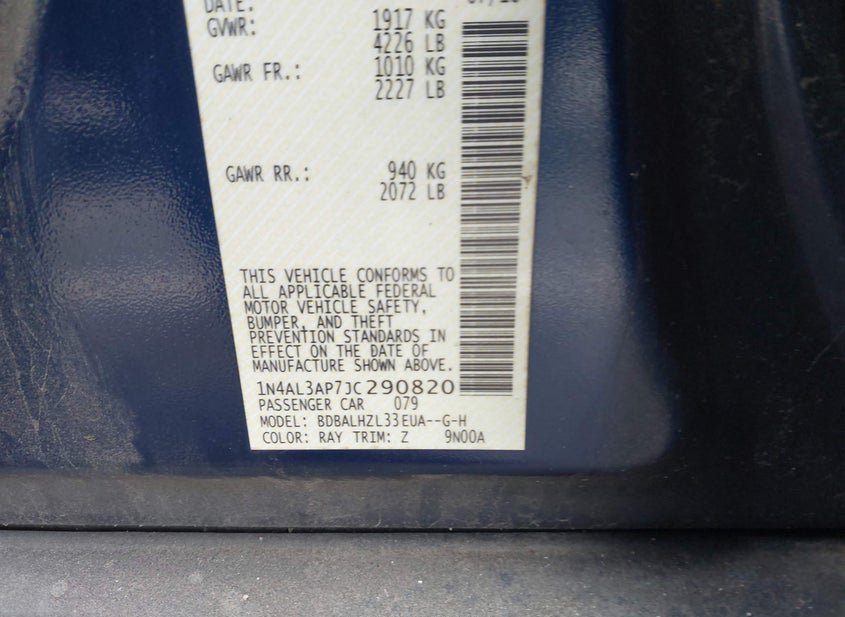 DATE:
GVWR: 1917 KG
4226 LB
GAWR FR.: 1010 KG
2227 LB
GAWR RR.: 940 KG
2072 LB
THIS VEHICLE CONFORMS TO
ALL APPLICABLE FEDERAL
MOTOR VEHICLE SAFETY,
BUMPER, AND THEFT
PREVENTION STANDARDS IN
EFFECT ON THE DATE OF
MANUFACTURE SHOWN ABOVE.
1N4AL3AP7JC290820
PASSENGER CAR 079
MODEL: BDBALHZL33EUA--G-H
COLOR: RAY TRIM: Z 9N00A